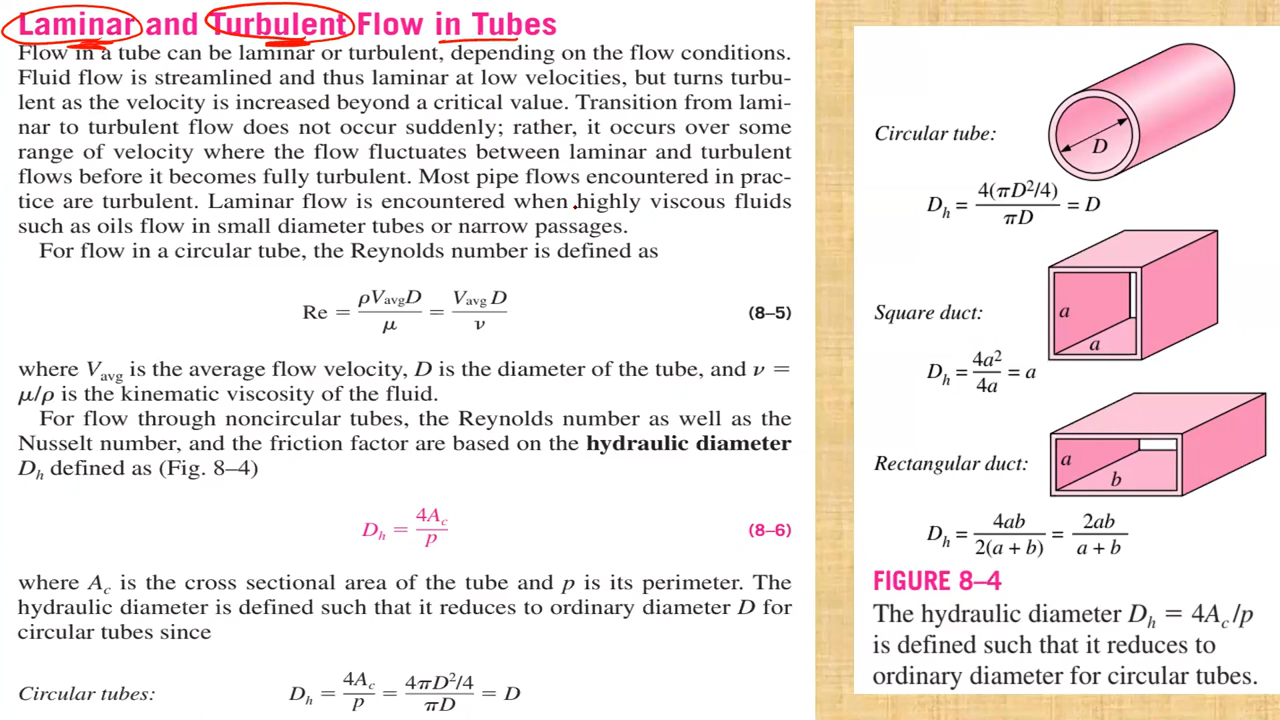 Laminar and Turbulent Flow in Tubes
Flow in a tube can be laminar or turbulent, depending on the flow conditions.
Fluid flow is streamlined and thus laminar at low velocities, but turns turbu-
lent as the velocity is increased beyond a critical value. Transition from lami-
nar to turbulent flow does not occur suddenly; rather, it occurs over some
range of velocity where the flow fluctuates between laminar and turbulent
flows before it becomes fully turbulent. Most pipe flows encountered in prac-
tice are turbulent. Laminar flow is encountered when highly viscous fluids
such as oils flow in small diameter tubes or narrow passages.
For flow in a circular tube, the Reynolds number is defined as
Re = ρV_avg D / μ = V_avg D / ν (8–5)
where V_avg is the average flow velocity, D is the diameter of the tube, and ν =
μ/ρ is the kinematic viscosity of the fluid.
For flow through noncircular tubes, the Reynolds number as well as the
Nusselt number, and the friction factor are based on the hydraulic diameter
D_h defined as (Fig. 8–4)
D_h = 4A_c / p (8–6)
where A_c is the cross sectional area of the tube and p is its perimeter. The
hydraulic diameter is defined such that it reduces to ordinary diameter D for
circular tubes since
Circular tubes: D_h = 4A_c / p = 4πD²/4 / πD = D
Circular tube:
D
D_h = 4(πD²/4) / πD = D
Square duct:
a
a
D_h = 4a² / 4a = a
Rectangular duct:
a
b
D_h = 4ab / 2(a + b) = 2ab / a + b
FIGURE 8–4
The hydraulic diameter D_h = 4A_c/p
is defined such that it reduces to
ordinary diameter for circular tubes.